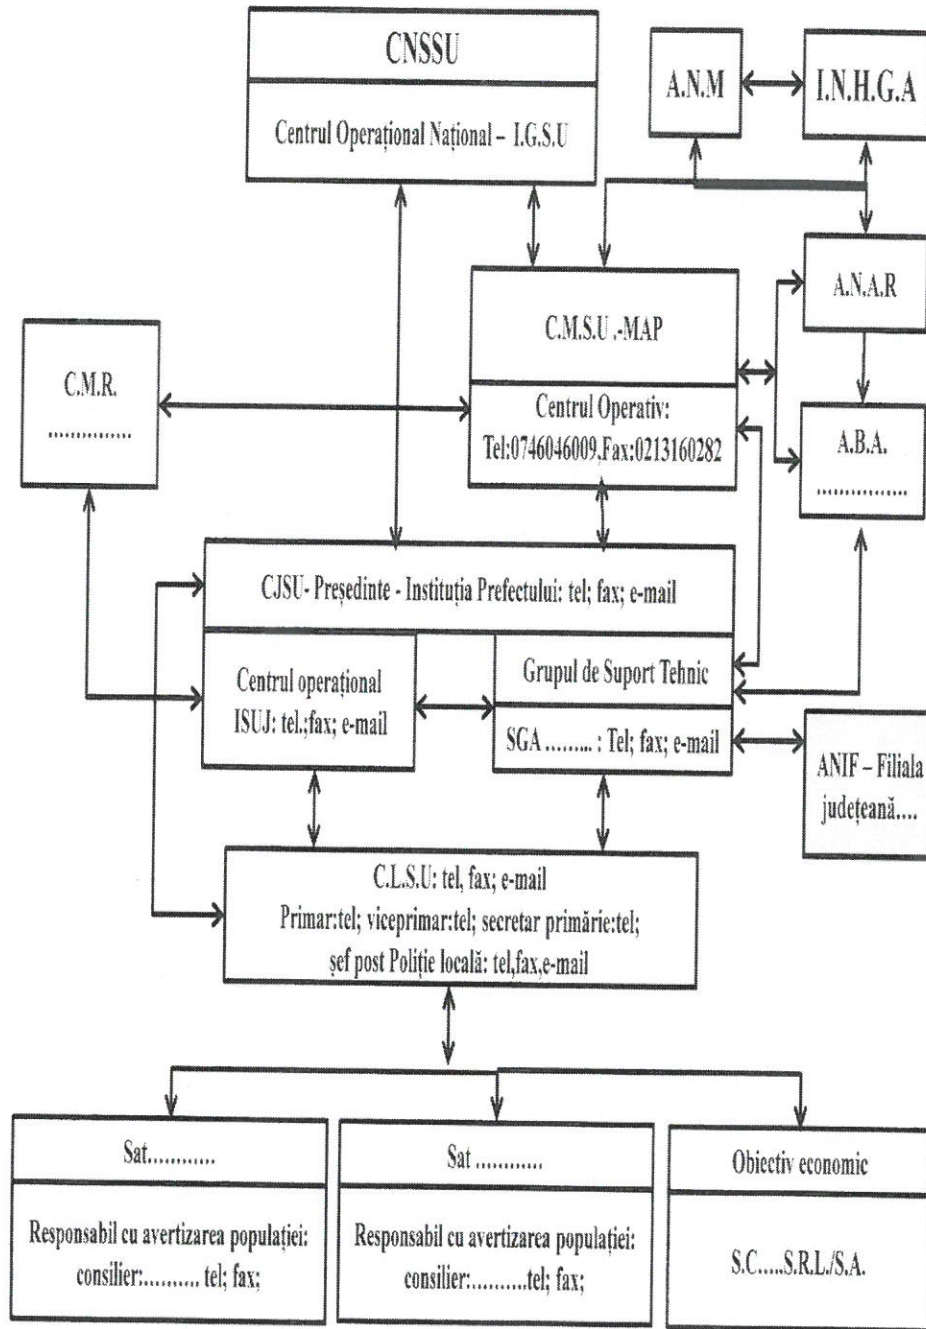 CNSSU
Centrul Operațional Național – I.G.S.U
A.N.M
I.N.H.G.A
A.N.A.R
C.M.S.U .-MAP
Centrul Operativ:
Tel:0746046009,Fax:0213160282
C.M.R.
...............
A.B.A.
................
CJSU- Președinte - Instituția Prefectului: tel; fax; e-mail
Centrul operațional
ISUJ: tel.;fax; e-mail
Grupul de Suport Tehnic
SGA ......... : Tel; fax; e-mail
ANIF – Filiala
județeană....
C.L.S.U: tel, fax; e-mail
Primar:tel; viceprimar:tel; secretar primărie:tel;
șef post Poliție locală: tel,fax,e-mail
Sat............
Responsabil cu avertizarea populației:
consilier:.......... tel; fax;
Sat ............
Responsabil cu avertizarea populației:
consilier:..........tel; fax;
Obiectiv economic
S.C.....S.R.L./S.A.